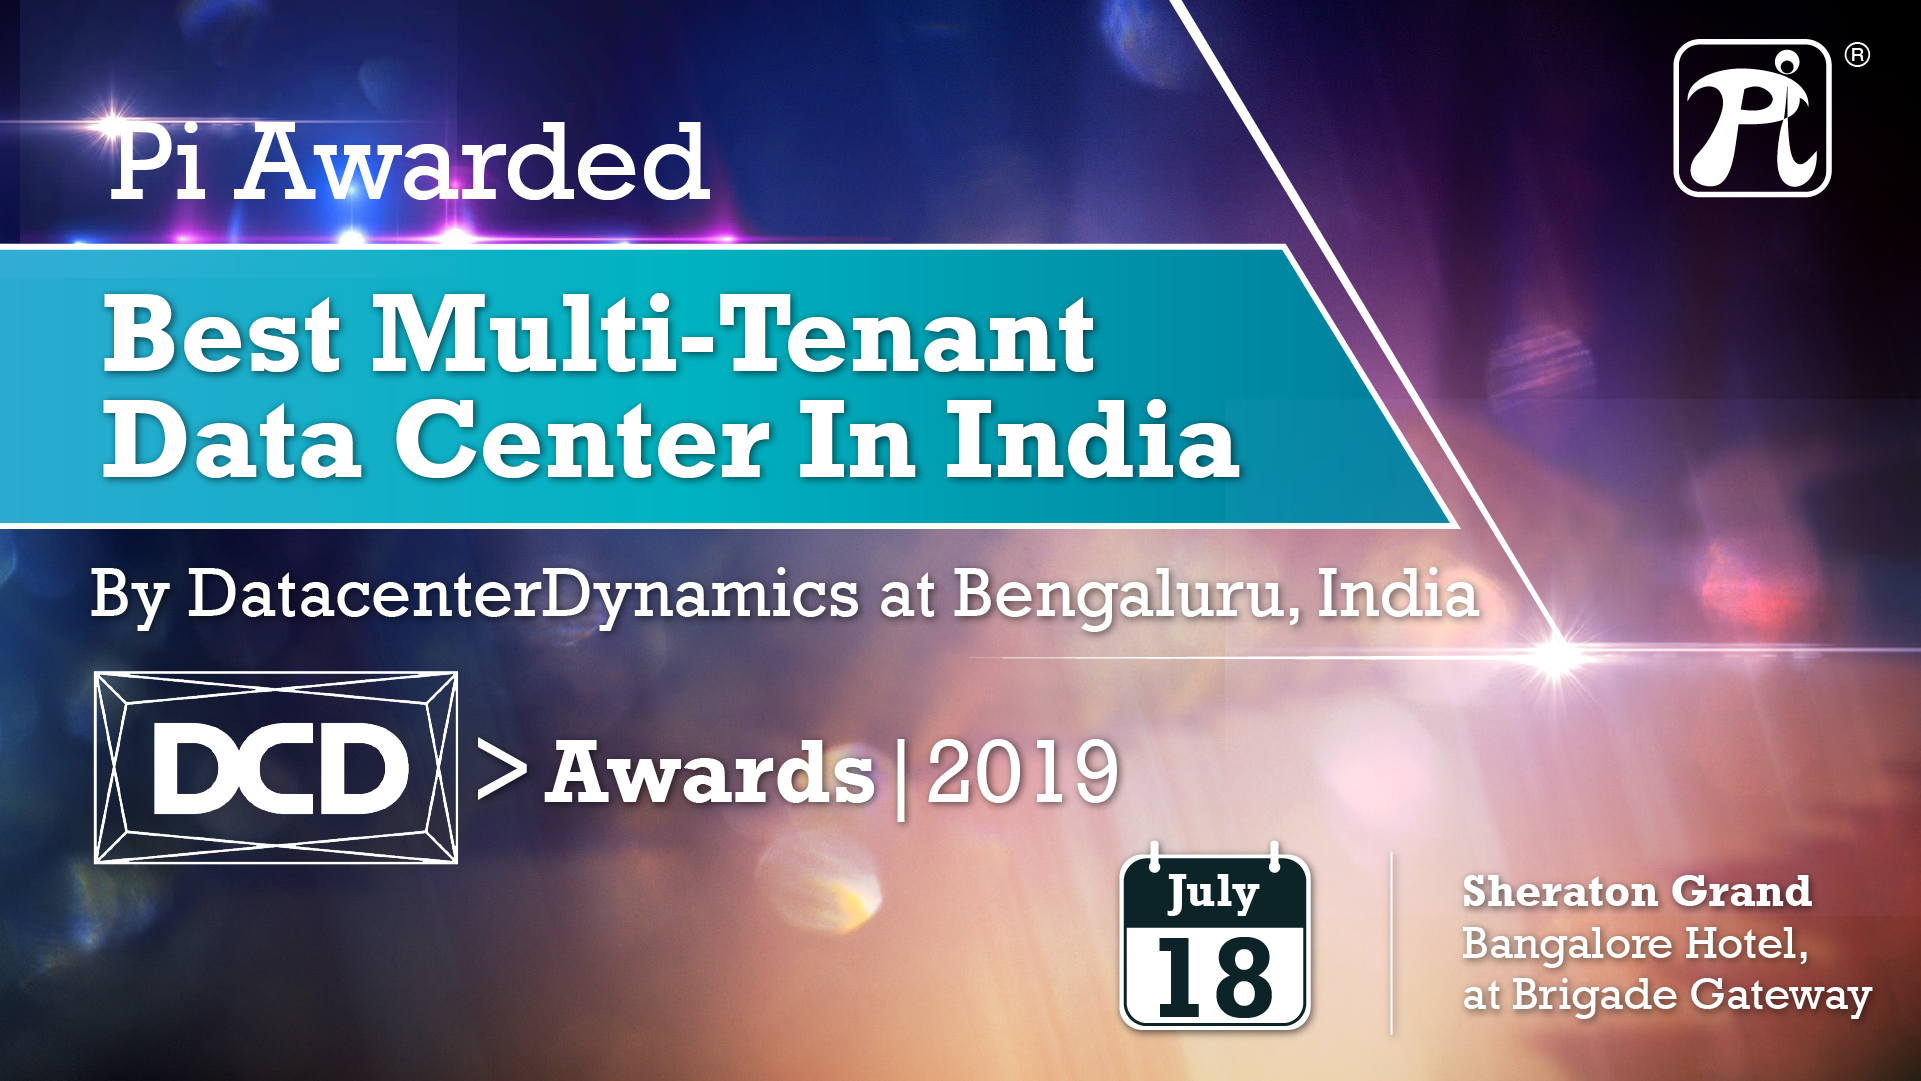 Pi
®
Pi Awarded
Best Multi-Tenant
Data Center In India
By DatacenterDynamics at Bengaluru, India
DCD > Awards | 2019
July
18
Sheraton Grand
Bangalore Hotel,
at Brigade Gateway